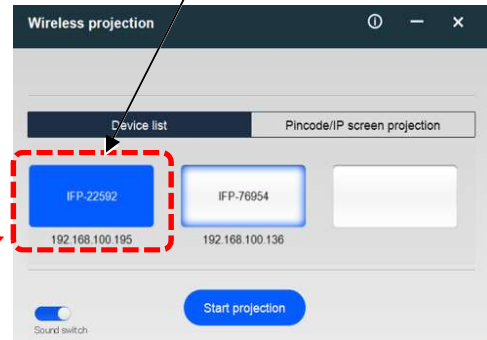 Wireless projection
Device list
Pincode/IP screen projection
IFP-22592
IFP-76954
192.168.100.195
192.168.100.136
Start projection
Sound switch